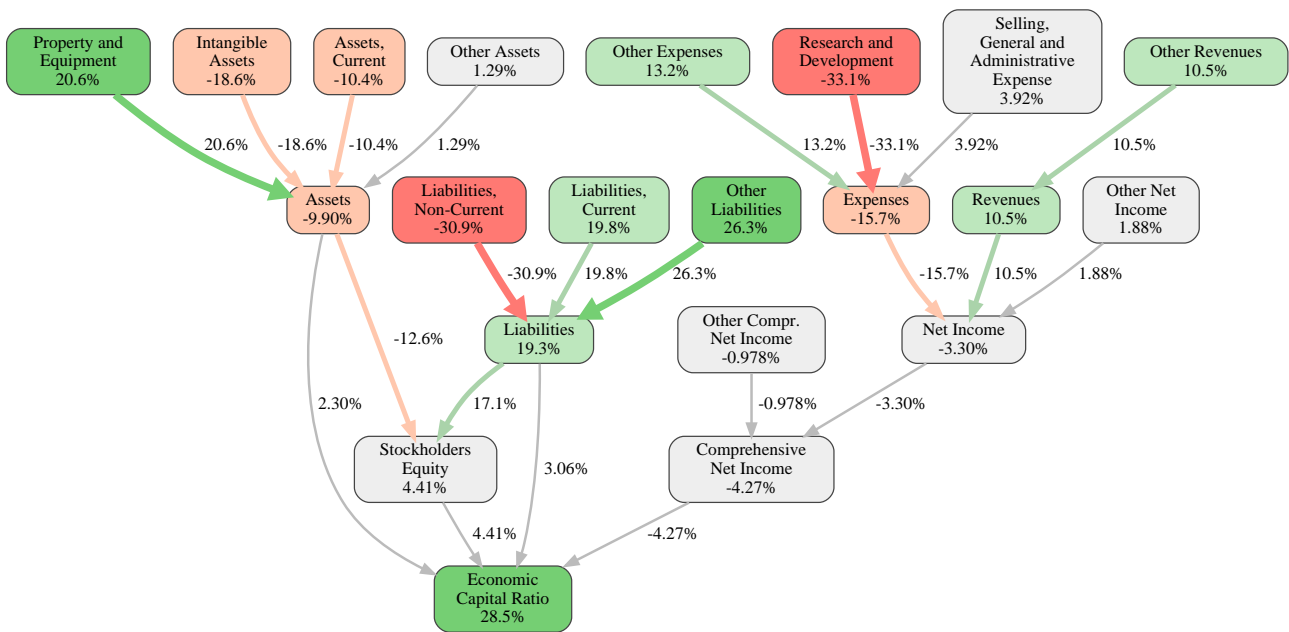 Property and
Equipment
20.6%
Intangible
Assets
-18.6%
Assets,
Current
-10.4%
Other Assets
1.29%
Other Expenses
13.2%
Research and
Development
-33.1%
Selling,
General and
Administrative
Expense
3.92%
Other Revenues
10.5%
20.6%
-18.6%
-10.4%
1.29%
13.2%
-33.1%
3.92%
10.5%
Assets
-9.90%
Liabilities,
Non-Current
-30.9%
Liabilities,
Current
19.8%
Other
Liabilities
26.3%
Expenses
-15.7%
Revenues
10.5%
Other Net
Income
1.88%
-30.9%
19.8%
26.3%
-15.7%
10.5%
1.88%
-12.6%
Liabilities
19.3%
Other Compr.
Net Income
-0.978%
Net Income
-3.30%
2.30%
17.1%
-0.978%
-3.30%
Stockholders
Equity
4.41%
3.06%
Comprehensive
Net Income
-4.27%
4.41%
-4.27%
Economic
Capital Ratio
28.5%